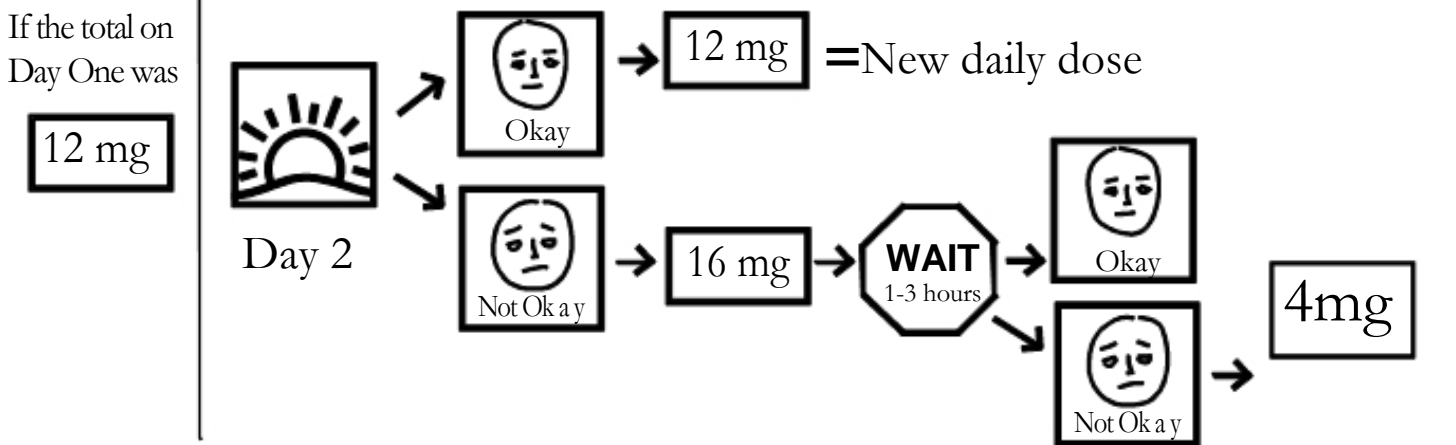 If the total on
Day One was
12 mg
Day 2
Okay
12 mg
=New daily dose
Not Okay
16 mg
WAIT
1-3 hours
Okay
Not Okay
4mg